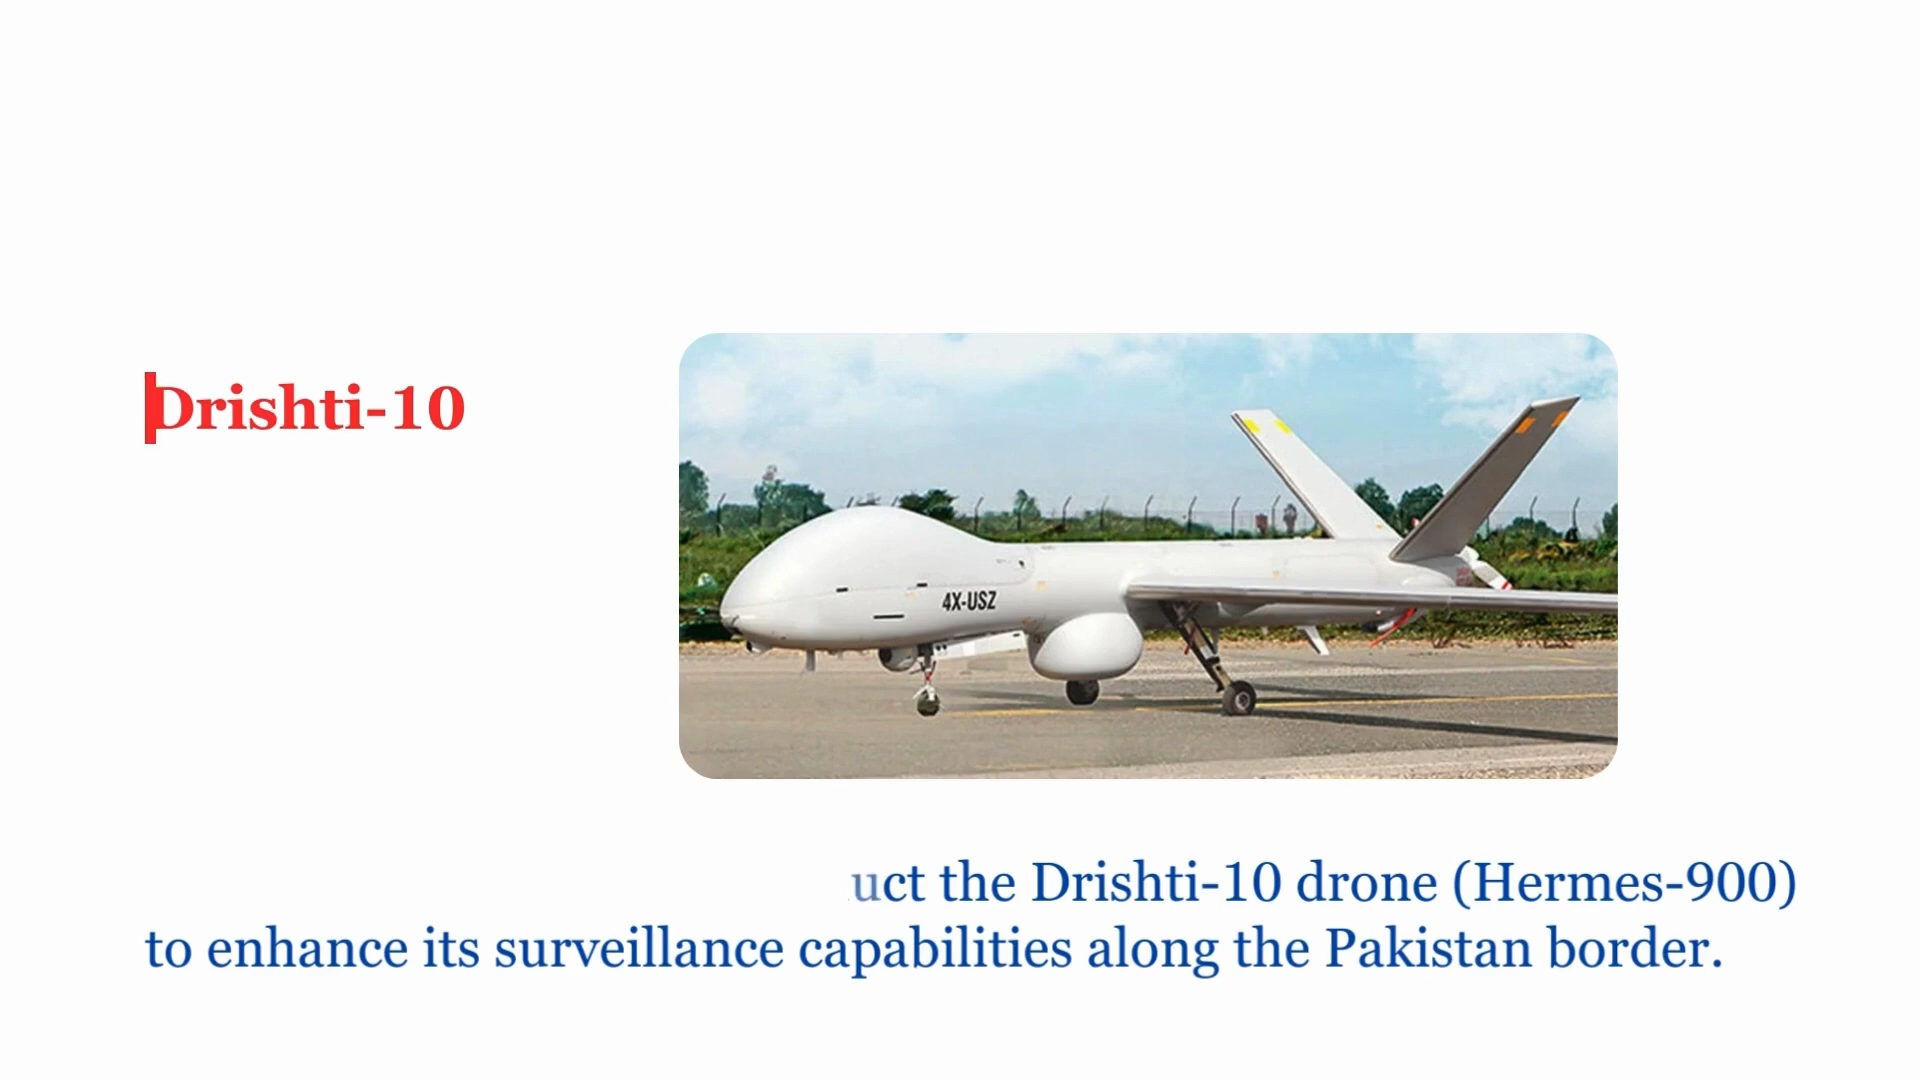 Drishti-10
4X-USZ
uct the Drishti-10 drone (Hermes-900)
to enhance its surveillance capabilities along the Pakistan border.